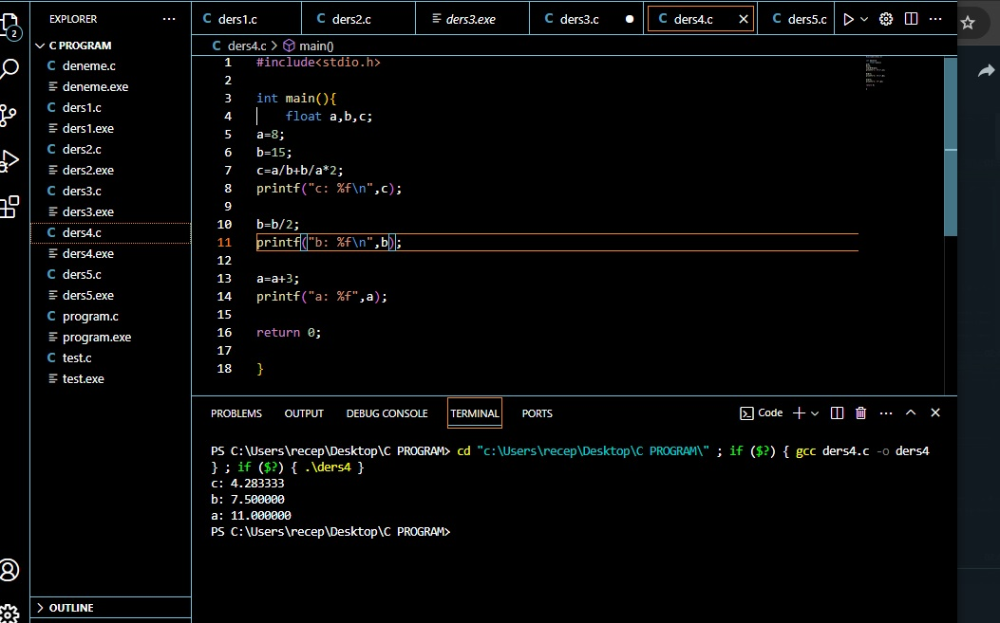 EXPLORER ···
2
C PROGRAM
C deneme.c
deneme.exe
C ders1.c
ders1.exe
C ders2.c
ders2.exe
C ders3.c
ders3.exe
C ders4.c
ders4.exe
C ders5.c
ders5.exe
C program.c
program.exe
C test.c
test.exe
OUTLINE
C ders1.c C ders2.c ders3.exe C ders3.c C ders4.c C ders5.c
C ders4.c > main()
1 #include<stdio.h>
2
3 int main(){
4 float a,b,c;
5 a=8;
6 b=15;
7 c=a/b+b/a*2;
8 printf("c: %f\n",c);
9
10 b=b/2;
11 printf("b: %f\n",b);
12
13 a=a+3;
14 printf("a: %f",a);
15
16 return 0;
17
18 }
PROBLEMS OUTPUT DEBUG CONSOLE TERMINAL PORTS Code
PS C:\Users\recep\Desktop\C PROGRAM> cd "c:\Users\recep\Desktop\C PROGRAM\" ; if ($?) { gcc ders4.c -o ders4
} ; if ($?) { .\ders4 }
c: 4.283333
b: 7.500000
a: 11.000000
PS C:\Users\recep\Desktop\C PROGRAM>